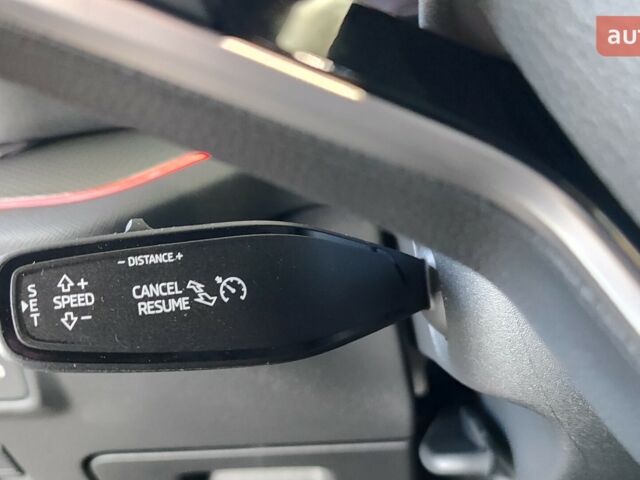 aut
- DISTANCE +
SET
+
SPEED
-
CANCEL
RESUME